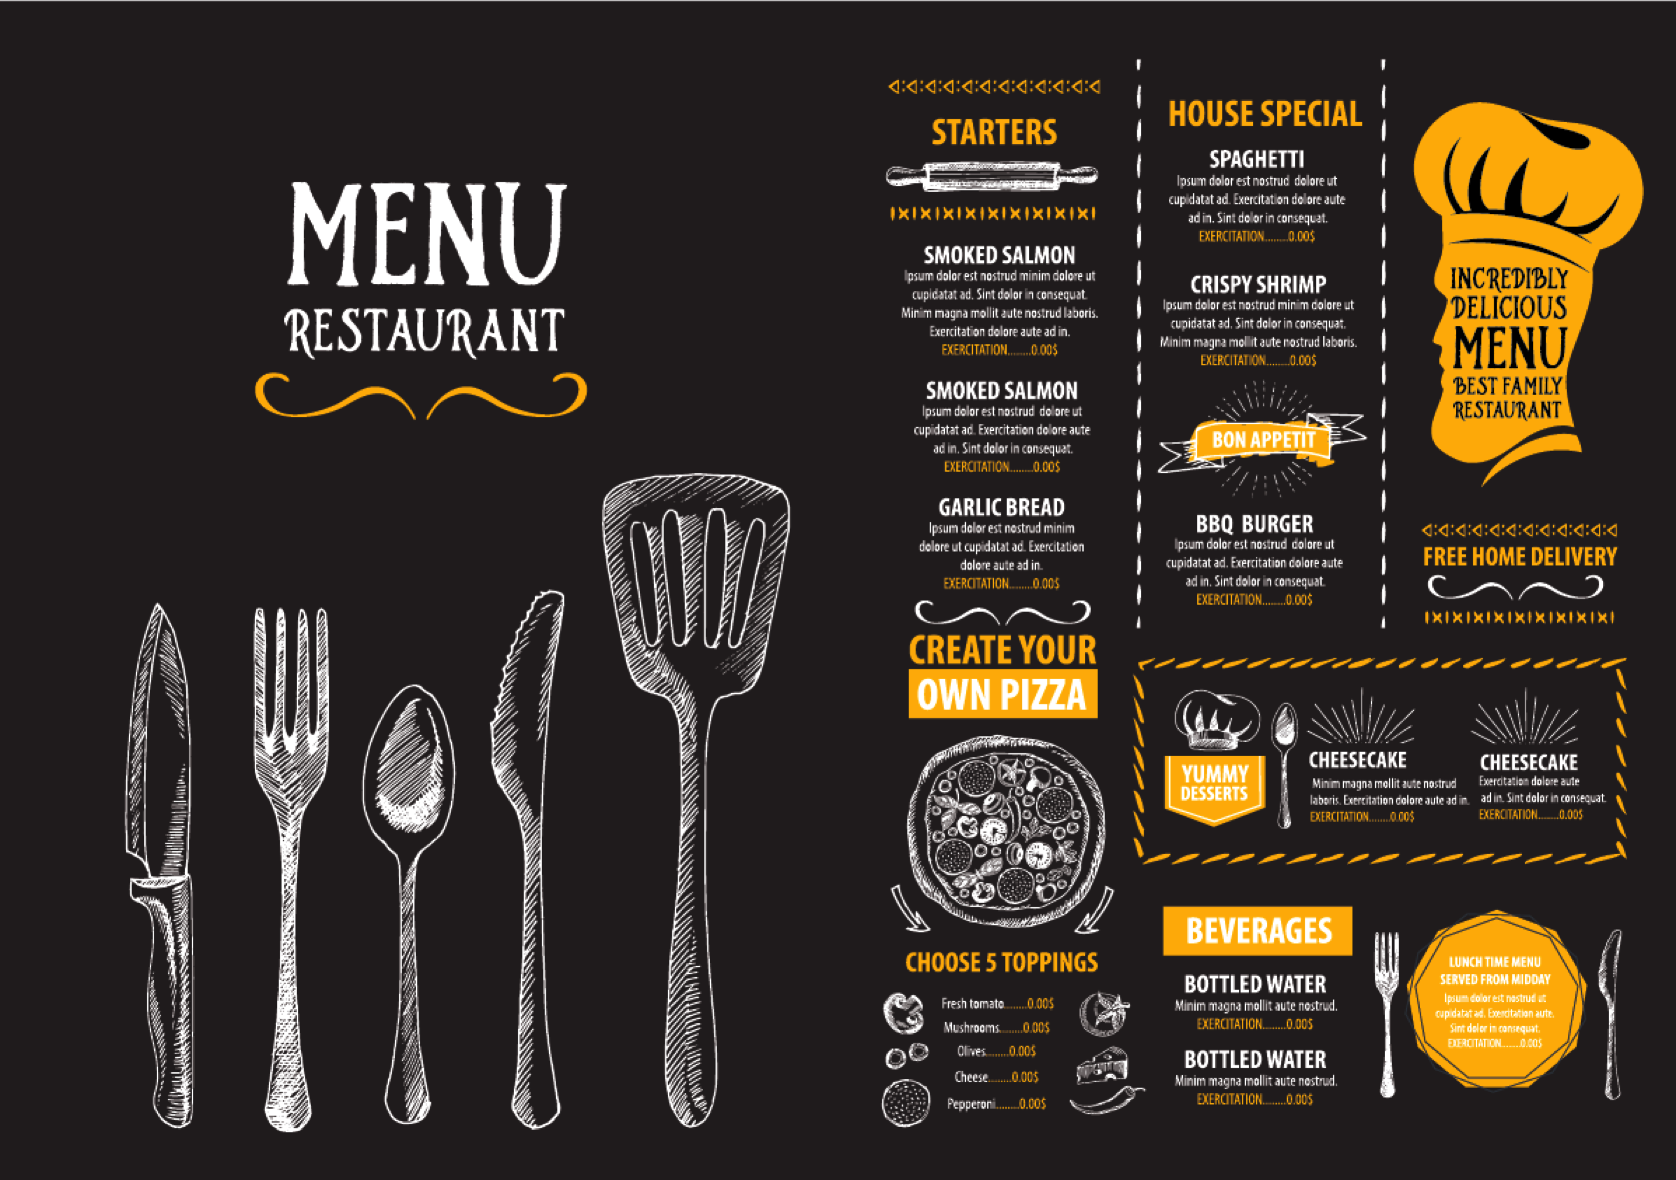 MENU
RESTAURANT
STARTERS
SMOKED SALMON
Ipsum dolor est nostrud minim dolore ut
cupidatat ad. Sint dolor in consequat.
Minim magna mollit aute nostrud laboris.
Exercitation dolore aute ad in.
EXERCITATION........0.00$
SMOKED SALMON
Ipsum dolor est nostrud dolore ut
cupidatat ad. Exercitation dolore aute
ad in. Sint dolor in consequat.
EXERCITATION........0.00$
GARLIC BREAD
Ipsum dolor est nostrud minim
dolore ut cupidatat ad. Exercitation
dolore aute ad in.
EXERCITATION........0.00$
CREATE YOUR
OWN PIZZA
CHOOSE 5 TOPPINGS
Fresh tomato........0.00$
Mushrooms........0.00$
Olives........0.00$
Cheese........0.00$
Pepperoni........0.00$
HOUSE SPECIAL
SPAGHETTI
Ipsum dolor est nostrud dolore ut
cupidatat ad. Exercitation dolore aute
ad in. Sint dolor in consequat.
EXERCITATION........0.00$
CRISPY SHRIMP
Ipsum dolor est nostrud minim dolore ut
cupidatat ad. Sint dolor in consequat.
Minim magna mollit aute nostrud laboris.
EXERCITATION........0.00$
BON APPETIT
BBQ BURGER
Ipsum dolor est nostrud dolore ut
cupidatat ad. Exercitation dolore aute
ad in. Sint dolor in consequat.
EXERCITATION........0.00$
INCREDIBLY
DELICIOUS
MENU
BEST FAMILY
RESTAURANT
FREE HOME DELIVERY
YUMMY
DESSERTS
CHEESECAKE
Minim magna mollit aute nostrud
laboris. Exercitation dolore aute ad in.
EXERCITATION........0.00$
CHEESECAKE
Exercitation dolore aute
ad in. Sint dolor in consequat.
EXERCITATION........0.00$
BEVERAGES
BOTTLED WATER
Minim magna mollit aute nostrud.
EXERCITATION........0.00$
BOTTLED WATER
Minim magna mollit aute nostrud.
EXERCITATION........0.00$
LUNCH TIME MENU
SERVED FROM MIDDAY
Ipsum dolor est nostrud ut
cupidatat ad. Exercitation aute.
Sint dolor in consequat.
EXERCITATION........0.00$